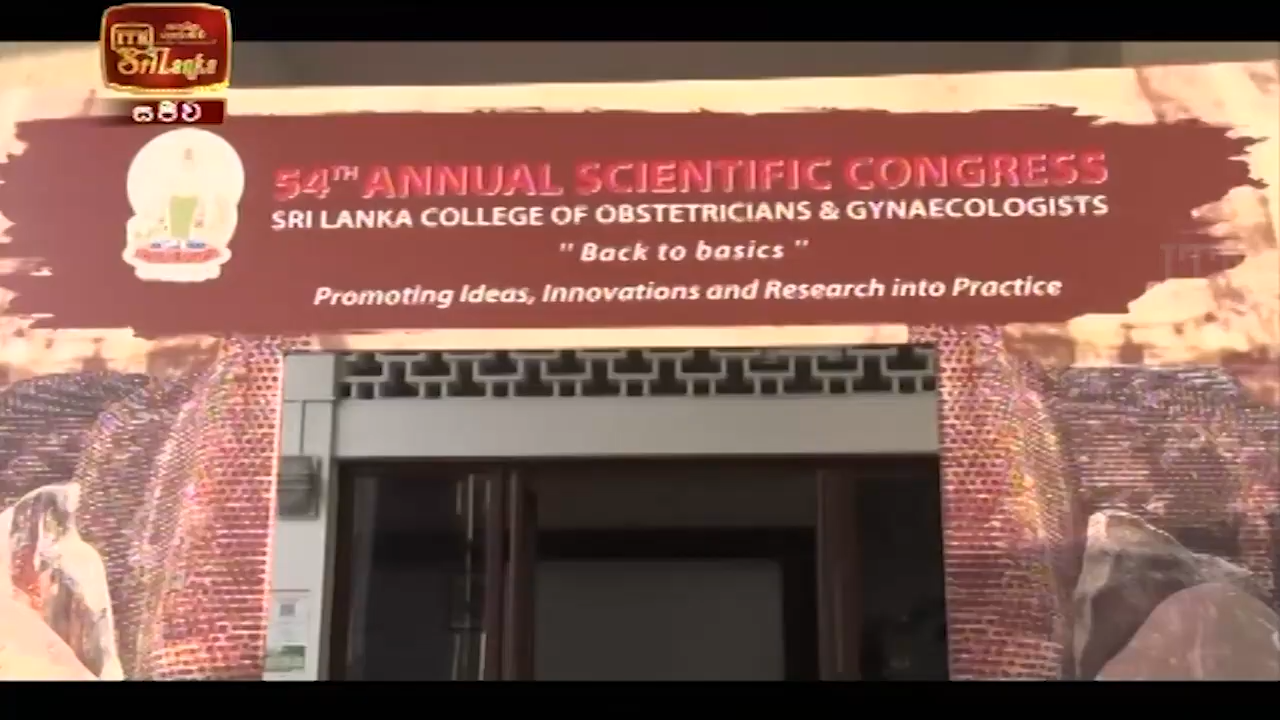 ITN
Sri Lanka
සජිව
54TH ANNUAL SCIENTIFIC CONGRESS
SRI LANKA COLLEGE OF OBSTETRICIANS & GYNAECOLOGISTS
" Back to basics "
Promoting Ideas, Innovations and Research into Practice